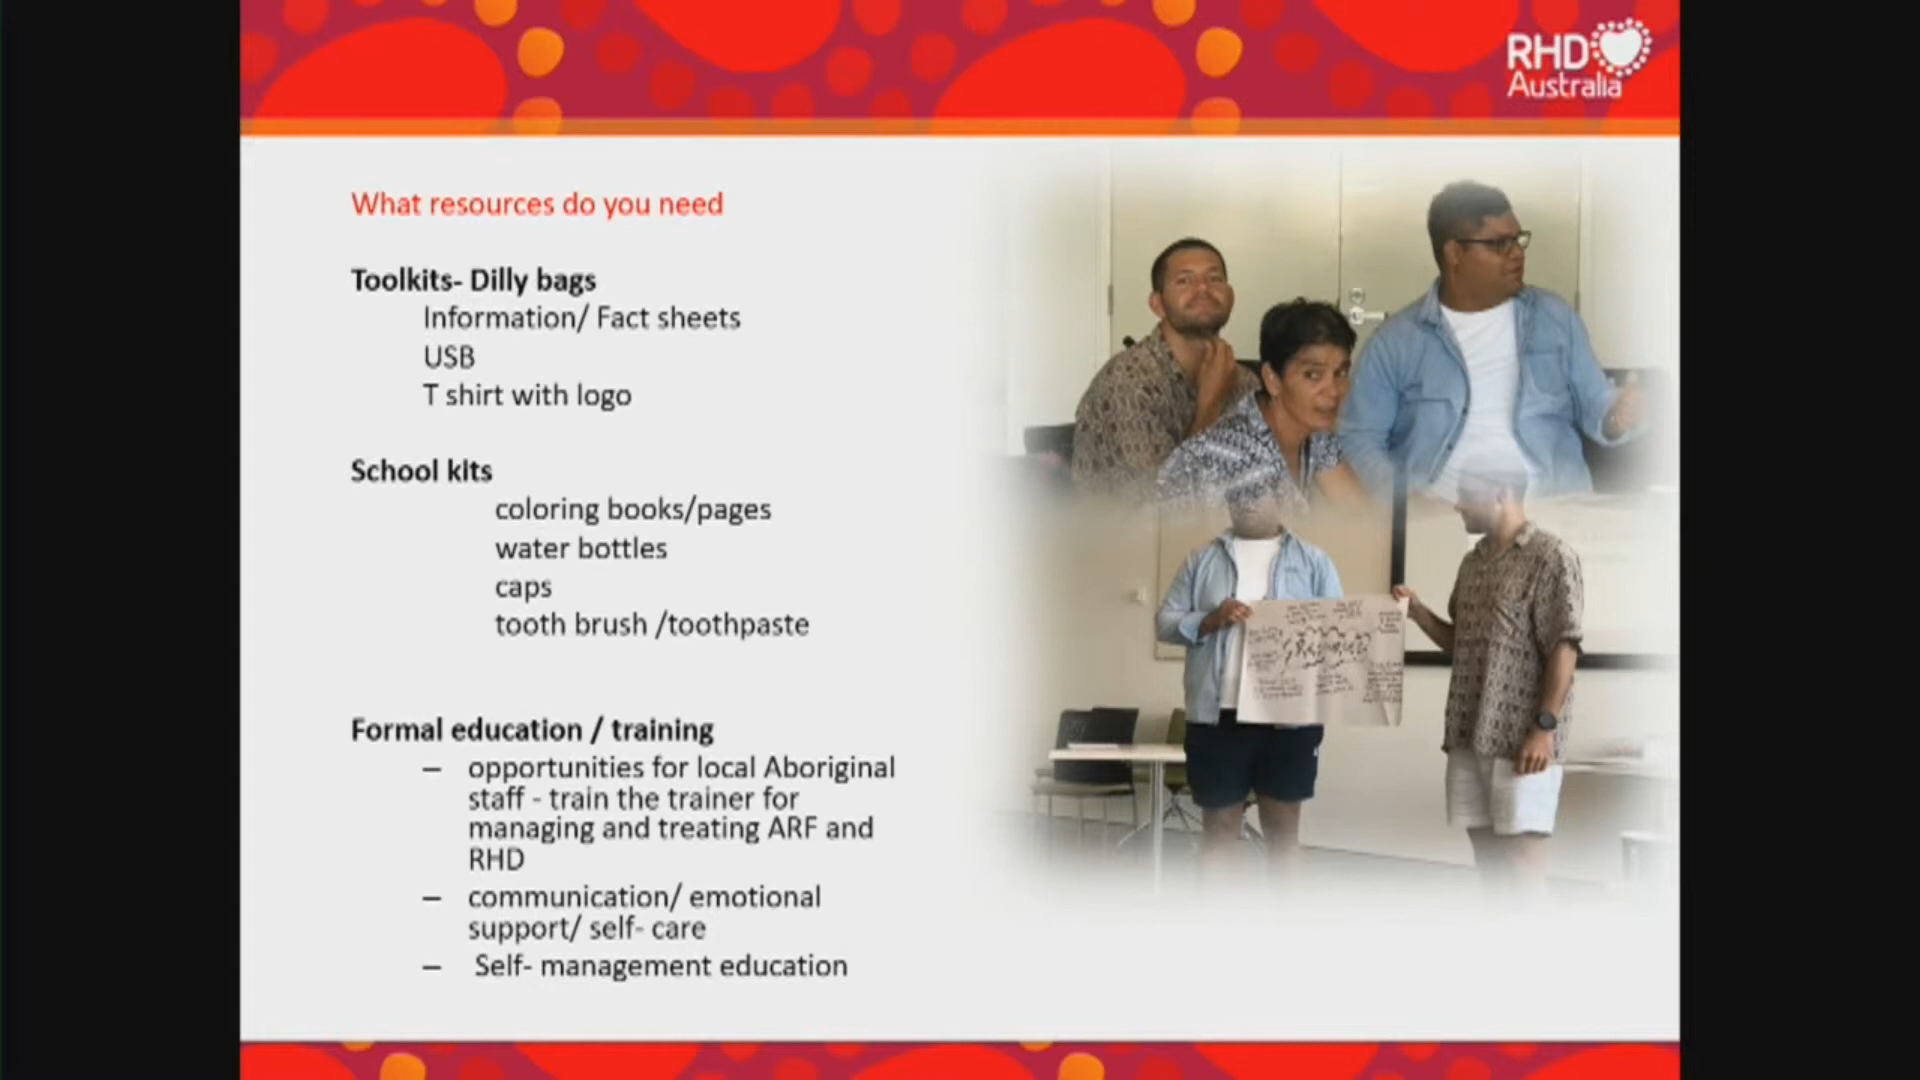 RHD
Australia
What resources do you need
Toolkits- Dilly bags
Information/ Fact sheets
USB
T shirt with logo
School kits
coloring books/pages
water bottles
caps
tooth brush /toothpaste
Formal education / training
– opportunities for local Aboriginal
staff - train the trainer for
managing and treating ARF and
RHD
– communication/ emotional
support/ self- care
– Self- management education